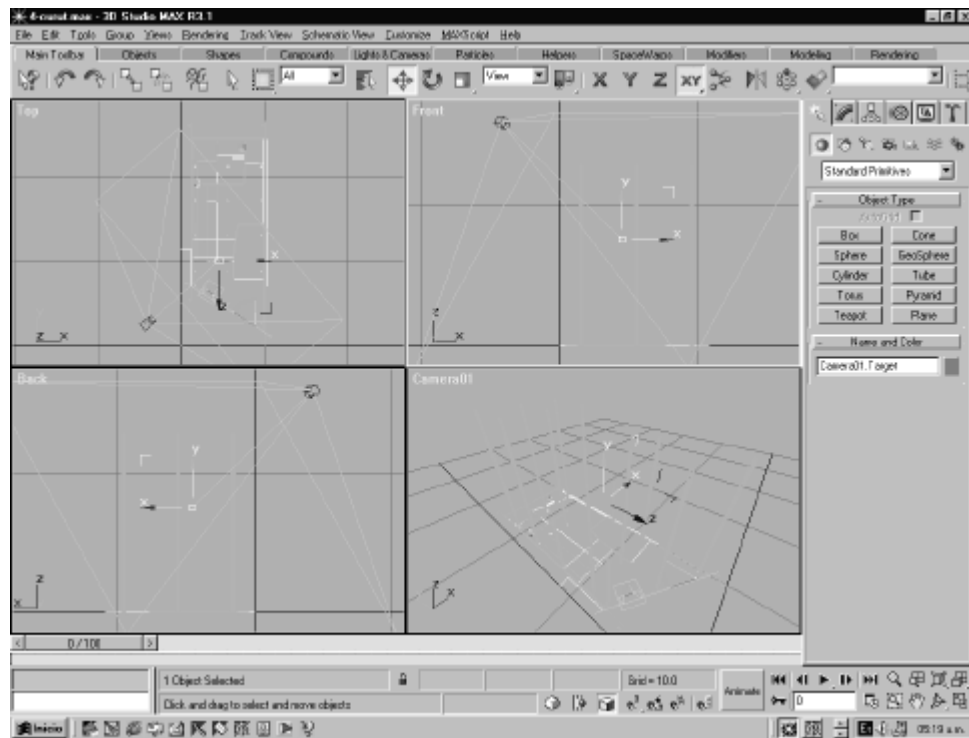 4-cunst.max - 3D Studio MAX R3.1
File Edit Tools Group Views Rendering Track View Schematic View Customize MAXScript Help
Main Toolbar Objects Shapes Compounds Lights & Cameras Particles Helpers SpaceWarps Modifiers Modeling Rendering
All View X Y Z XY
Top
Front
Back
Camera01
Standard Primitives
Object Type
AutoGrid
Box Cone
Sphere GeoSphere
Cylinder Tube
Torus Pyramid
Teapot Plane
Name and Color
Camera01.Target
0 / 100
1 Object Selected
Grid = 10.0
Animate
Click and drag to select and move objects
0
Inicio
En
05:19 a.m.